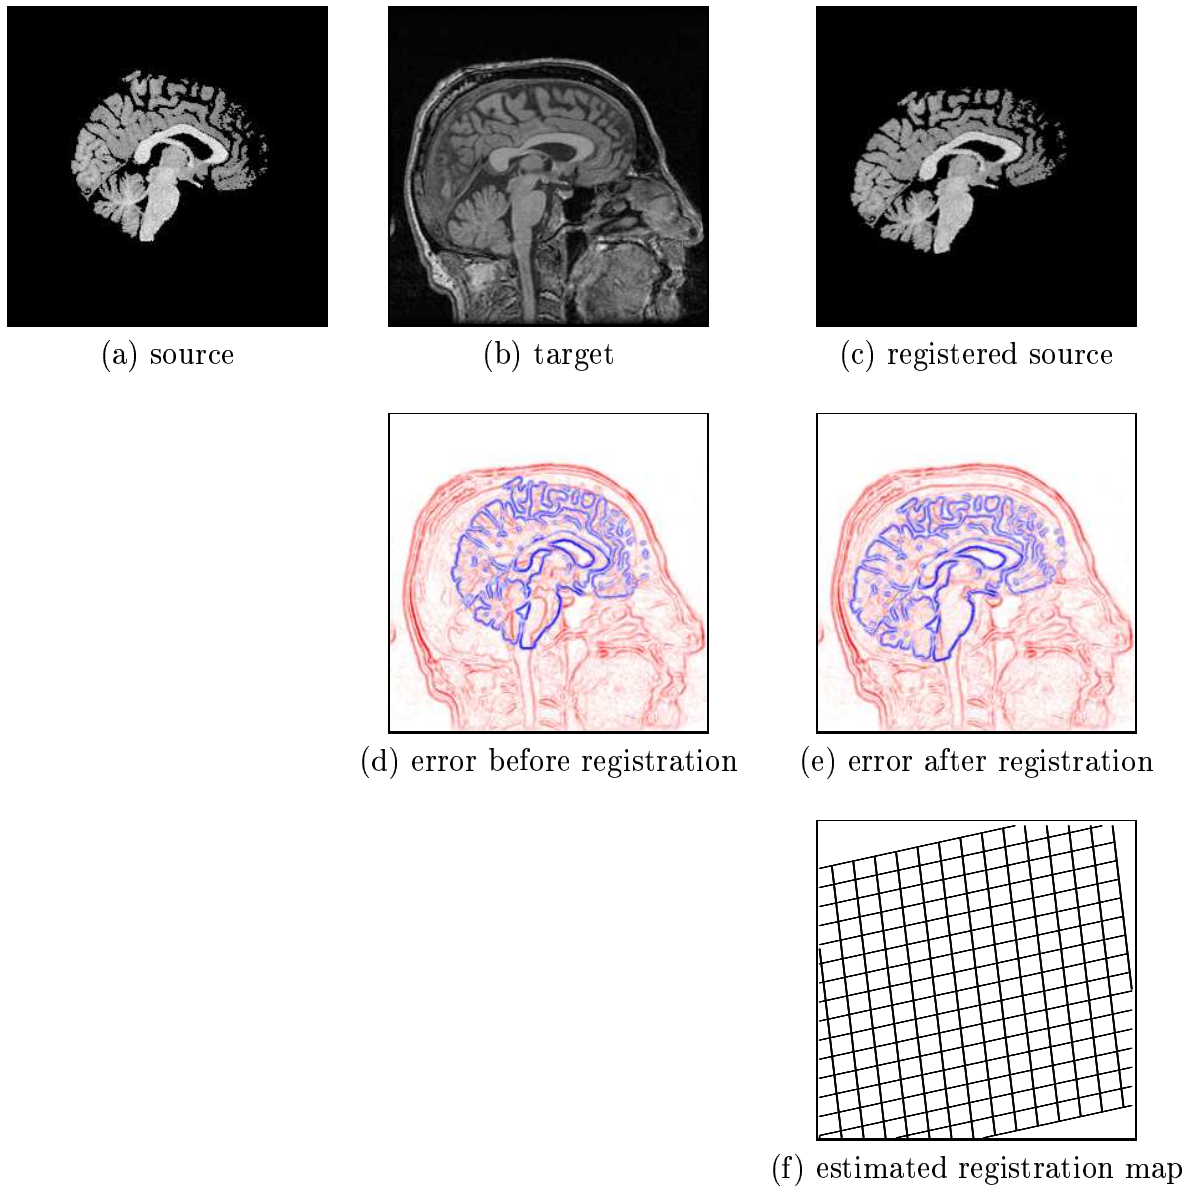 (a) source
(b) target
(c) registered source
(d) error before registration
(e) error after registration
(f) estimated registration map